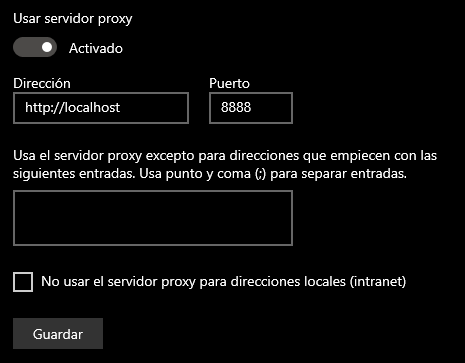 Usar servidor proxy
Activado
Dirección Puerto
http://localhost 8888
Usa el servidor proxy excepto para direcciones que empiecen con las
siguientes entradas. Usa punto y coma (;) para separar entradas.
No usar el servidor proxy para direcciones locales (intranet)
Guardar